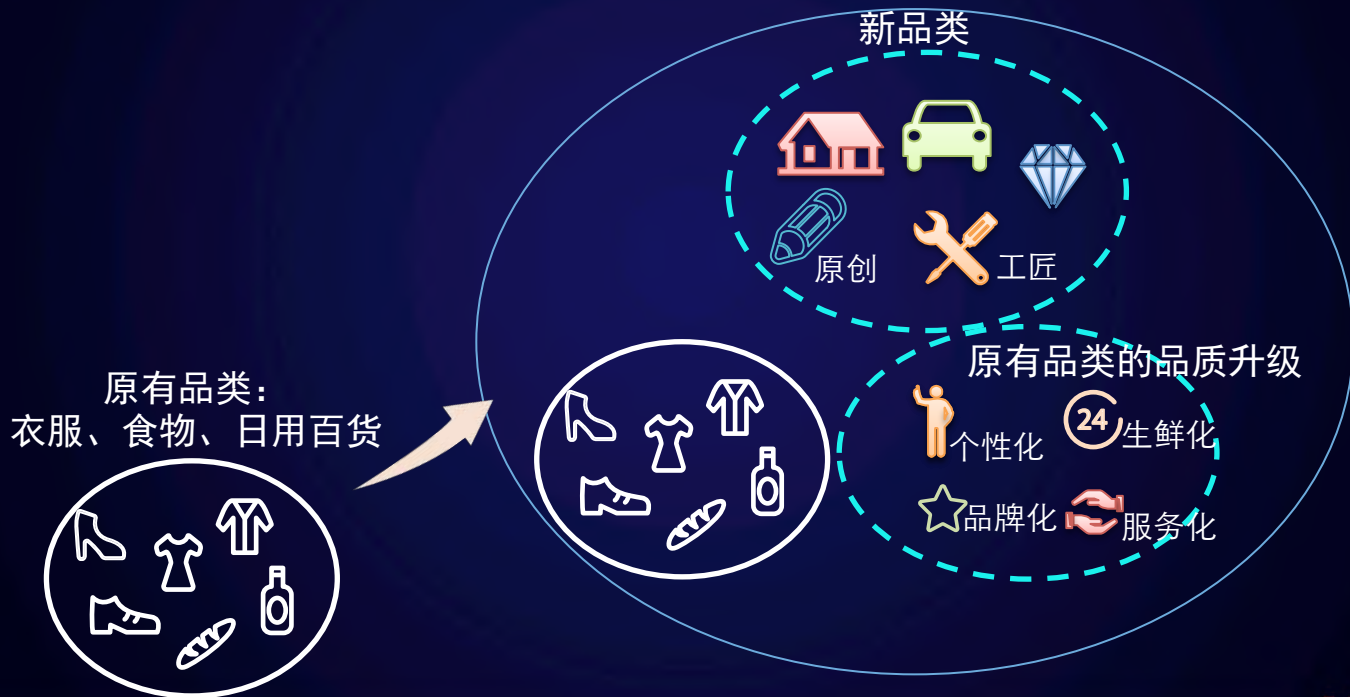 新品类
原创
工匠
原有品类的品质升级
个性化
24
生鲜化
品牌化
服务化
原有品类：
衣服、食物、日用百货